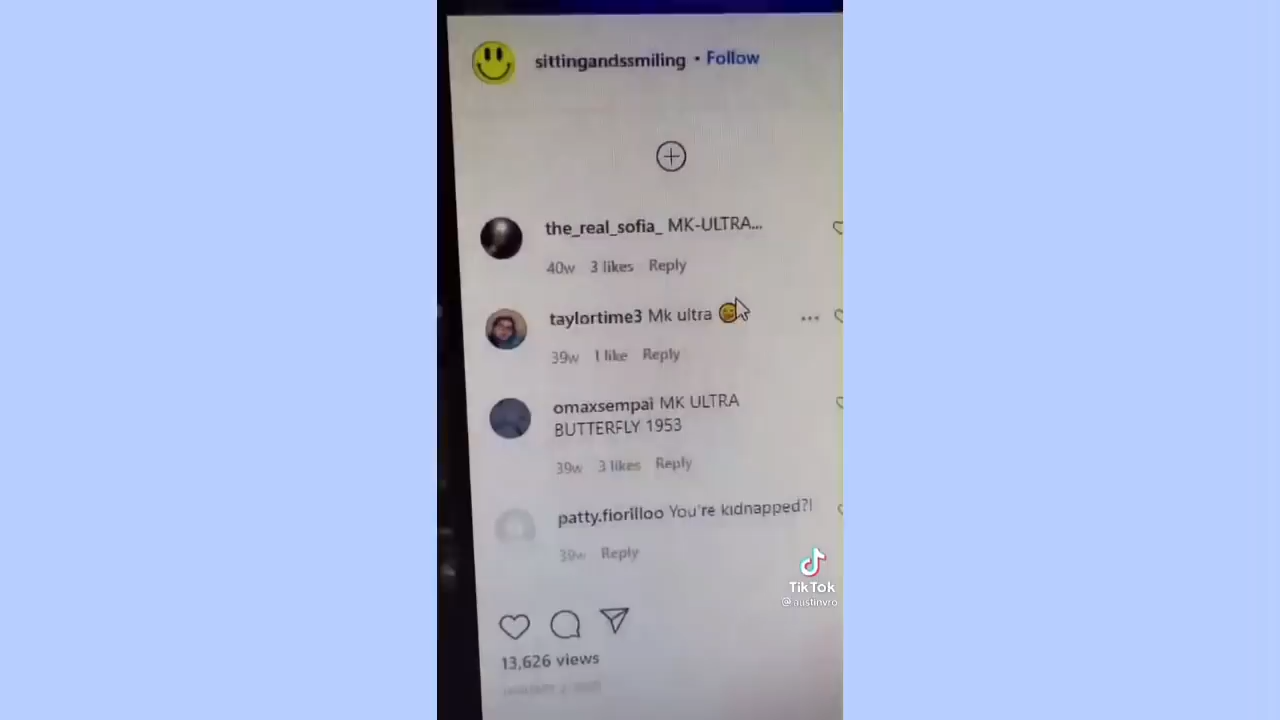 sittingandssmiling • Follow
the_real_sofia_ MK-ULTRA...
40w 3 likes Reply
taylortime3 Mk ultra 😄
39w 1 like Reply
omaxsempai MK ULTRA
BUTTERFLY 1953
39w 3 likes Reply
patty.fiorilloo You're kidnapped?!
39w Reply
TikTok
@austinvro
13,626 views